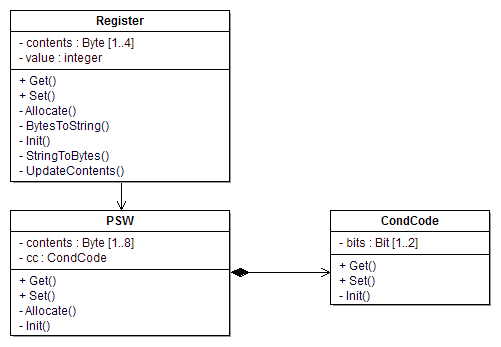 Register
- contents : Byte [1..4]
- value : integer
+ Get()
+ Set()
- Allocate()
- BytesToString()
- Init()
- StringToBytes()
- UpdateContents()
PSW
- contents : Byte [1..8]
- cc : CondCode
+ Get()
+ Set()
- Allocate()
- Init()
CondCode
- bits : Bit [1..2]
+ Get()
+ Set()
- Init()